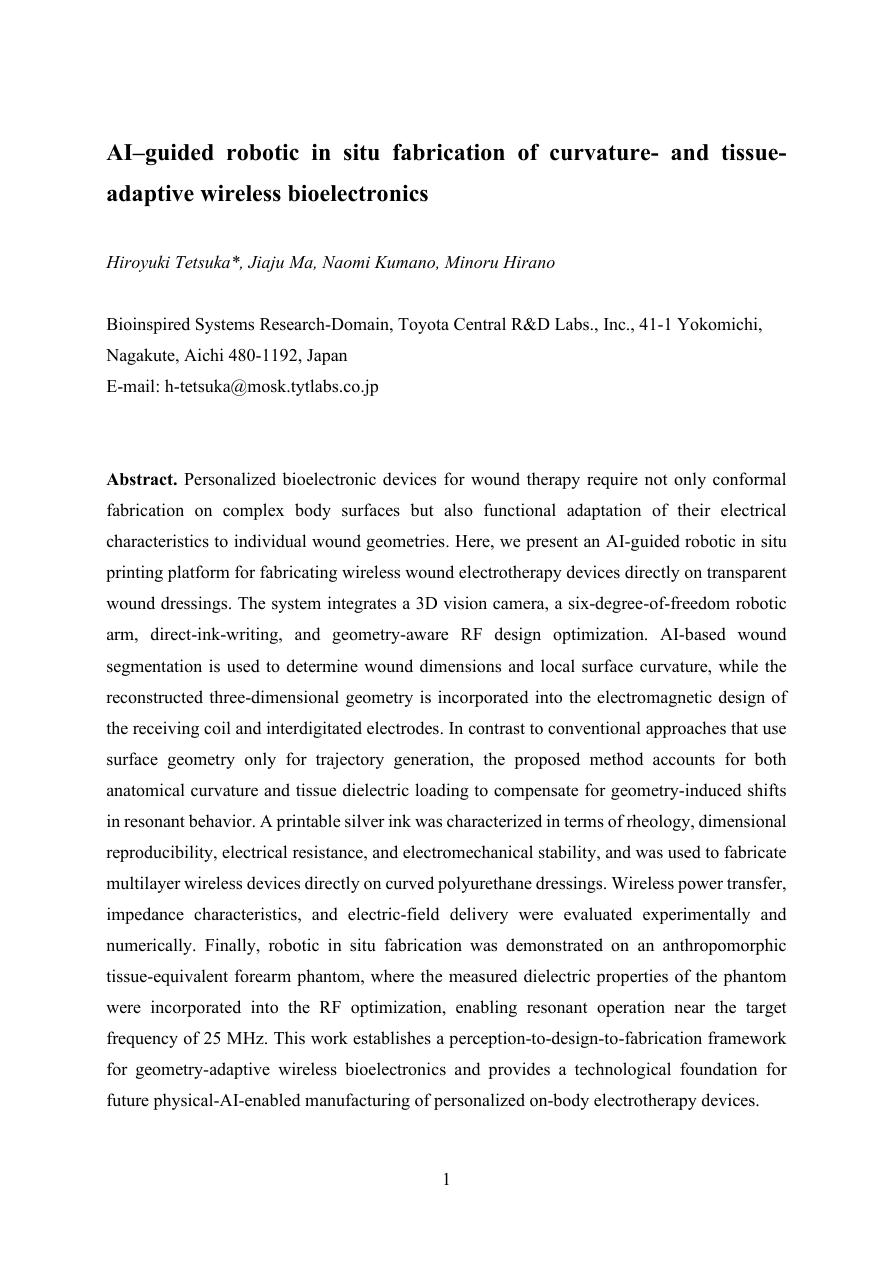 AI–guided robotic in situ fabrication of curvature- and tissue-
adaptive wireless bioelectronics
Hiroyuki Tetsuka*, Jiaju Ma, Naomi Kumano, Minoru Hirano
Bioinspired Systems Research-Domain, Toyota Central R&D Labs., Inc., 41-1 Yokomichi,
Nagakute, Aichi 480-1192, Japan
E-mail: h-tetsuka@mosk.tytlabs.co.jp
Abstract. Personalized bioelectronic devices for wound therapy require not only conformal
fabrication on complex body surfaces but also functional adaptation of their electrical
characteristics to individual wound geometries. Here, we present an AI-guided robotic in situ
printing platform for fabricating wireless wound electrotherapy devices directly on transparent
wound dressings. The system integrates a 3D vision camera, a six-degree-of-freedom robotic
arm, direct-ink-writing, and geometry-aware RF design optimization. AI-based wound
segmentation is used to determine wound dimensions and local surface curvature, while the
reconstructed three-dimensional geometry is incorporated into the electromagnetic design of
the receiving coil and interdigitated electrodes. In contrast to conventional approaches that use
surface geometry only for trajectory generation, the proposed method accounts for both
anatomical curvature and tissue dielectric loading to compensate for geometry-induced shifts
in resonant behavior. A printable silver ink was characterized in terms of rheology, dimensional
reproducibility, electrical resistance, and electromechanical stability, and was used to fabricate
multilayer wireless devices directly on curved polyurethane dressings. Wireless power transfer,
impedance characteristics, and electric-field delivery were evaluated experimentally and
numerically. Finally, robotic in situ fabrication was demonstrated on an anthropomorphic
tissue-equivalent forearm phantom, where the measured dielectric properties of the phantom
were incorporated into the RF optimization, enabling resonant operation near the target
frequency of 25 MHz. This work establishes a perception-to-design-to-fabrication framework
for geometry-adaptive wireless bioelectronics and provides a technological foundation for
future physical-AI-enabled manufacturing of personalized on-body electrotherapy devices.
1